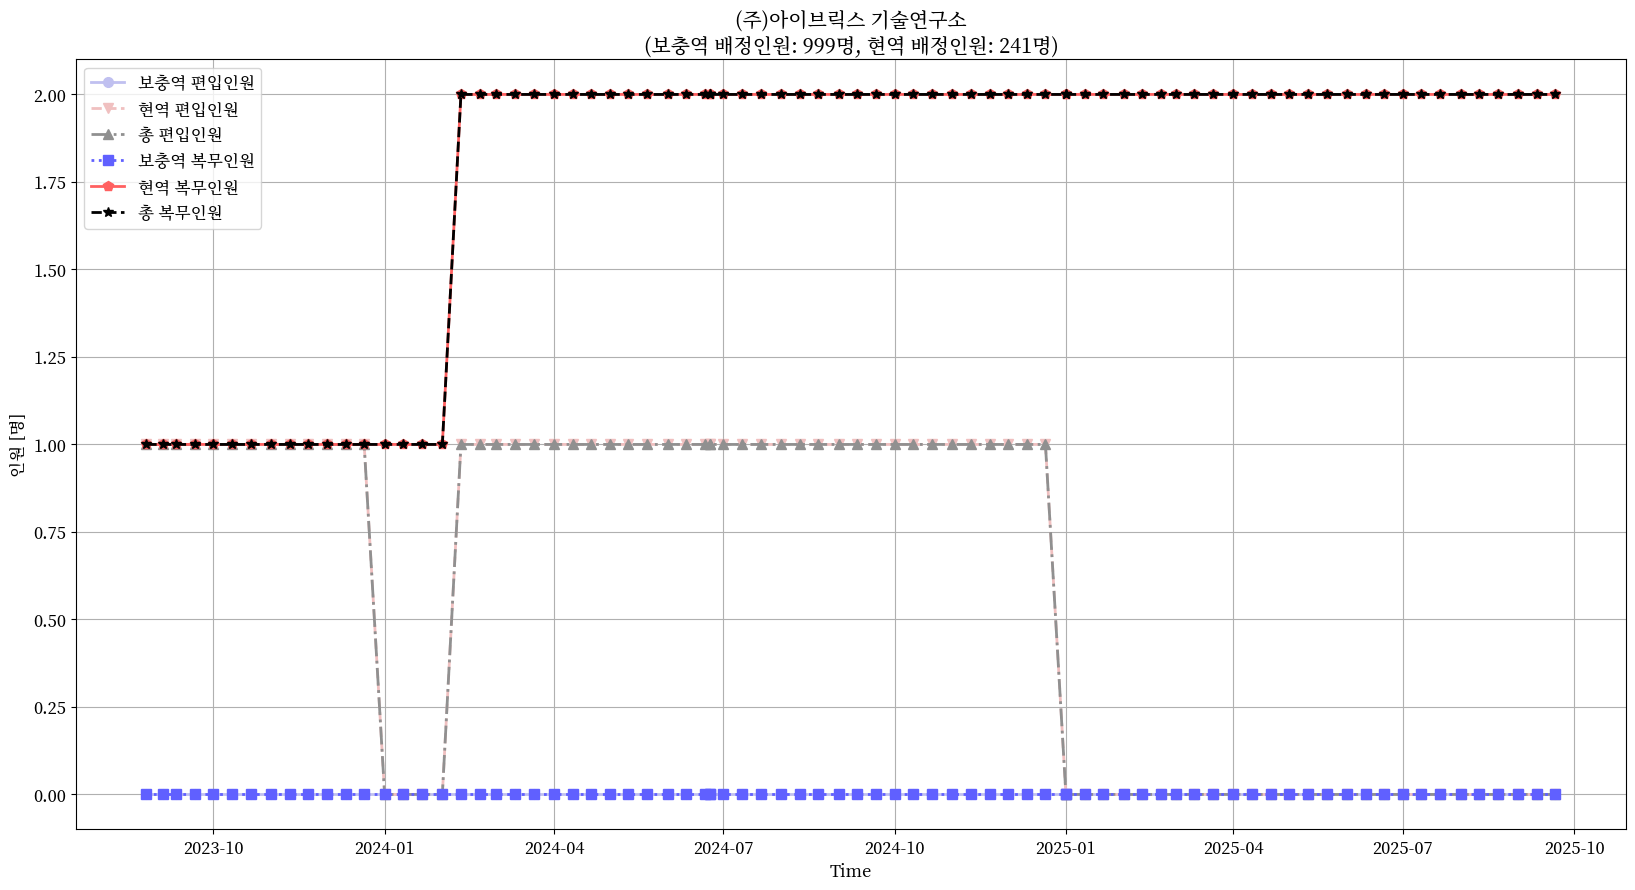 (주)아이브릭스 기술연구소
(보충역 배정인원: 999명, 현역 배정인원: 241명)
보충역 편입인원
현역 편입인원
총 편입인원
보충역 복무인원
현역 복무인원
총 복무인원
인원 [명]
2.00
1.75
1.50
1.25
1.00
0.75
0.50
0.25
0.00
2023-10 2024-01 2024-04 2024-07 2024-10 2025-01 2025-04 2025-07 2025-10
Time